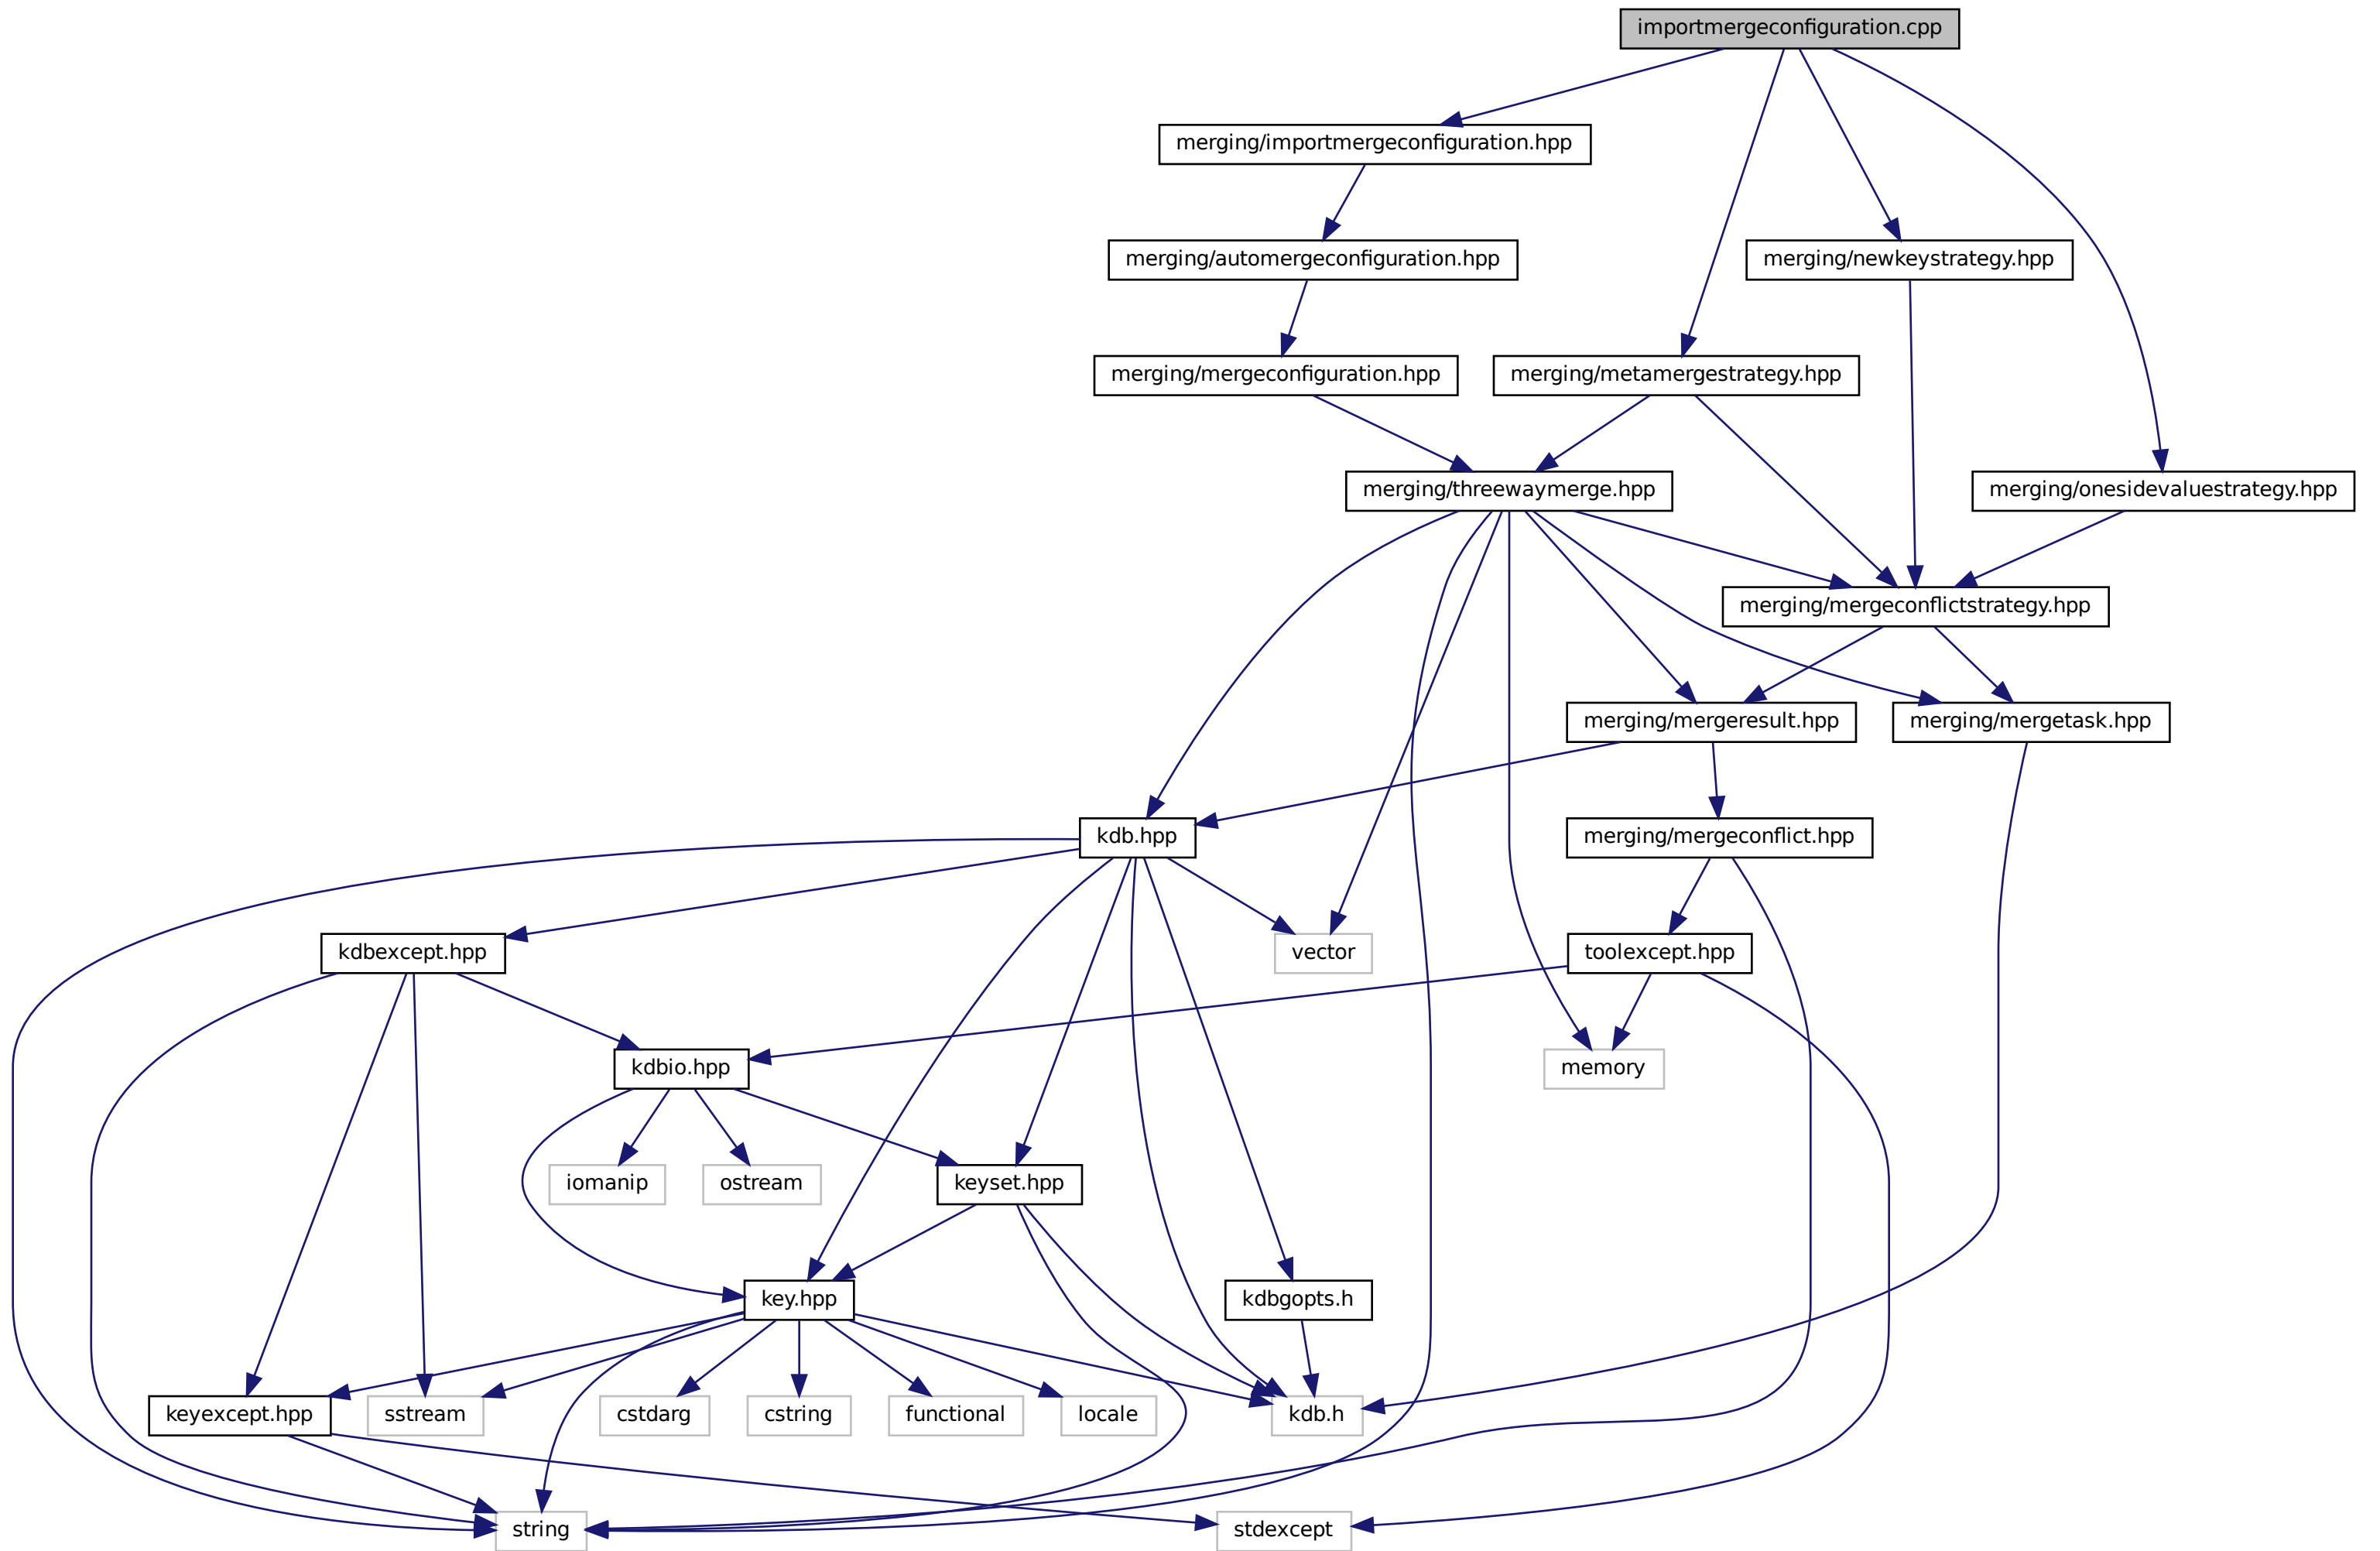 importmergeconfiguration.cpp
merging/importmergeconfiguration.hpp
merging/automergeconfiguration.hpp
merging/newkeystrategy.hpp
merging/mergeconfiguration.hpp
merging/metamergestrategy.hpp
merging/threewaymerge.hpp
merging/onesidevaluestrategy.hpp
merging/mergeconflictstrategy.hpp
merging/mergeresult.hpp
merging/mergetask.hpp
kdb.hpp
merging/mergeconflict.hpp
kdbexcept.hpp
vector
toolexcept.hpp
kdbio.hpp
memory
iomanip
ostream
keyset.hpp
key.hpp
kdbgopts.h
keyexcept.hpp
sstream
cstdarg
cstring
functional
locale
kdb.h
string
stdexcept